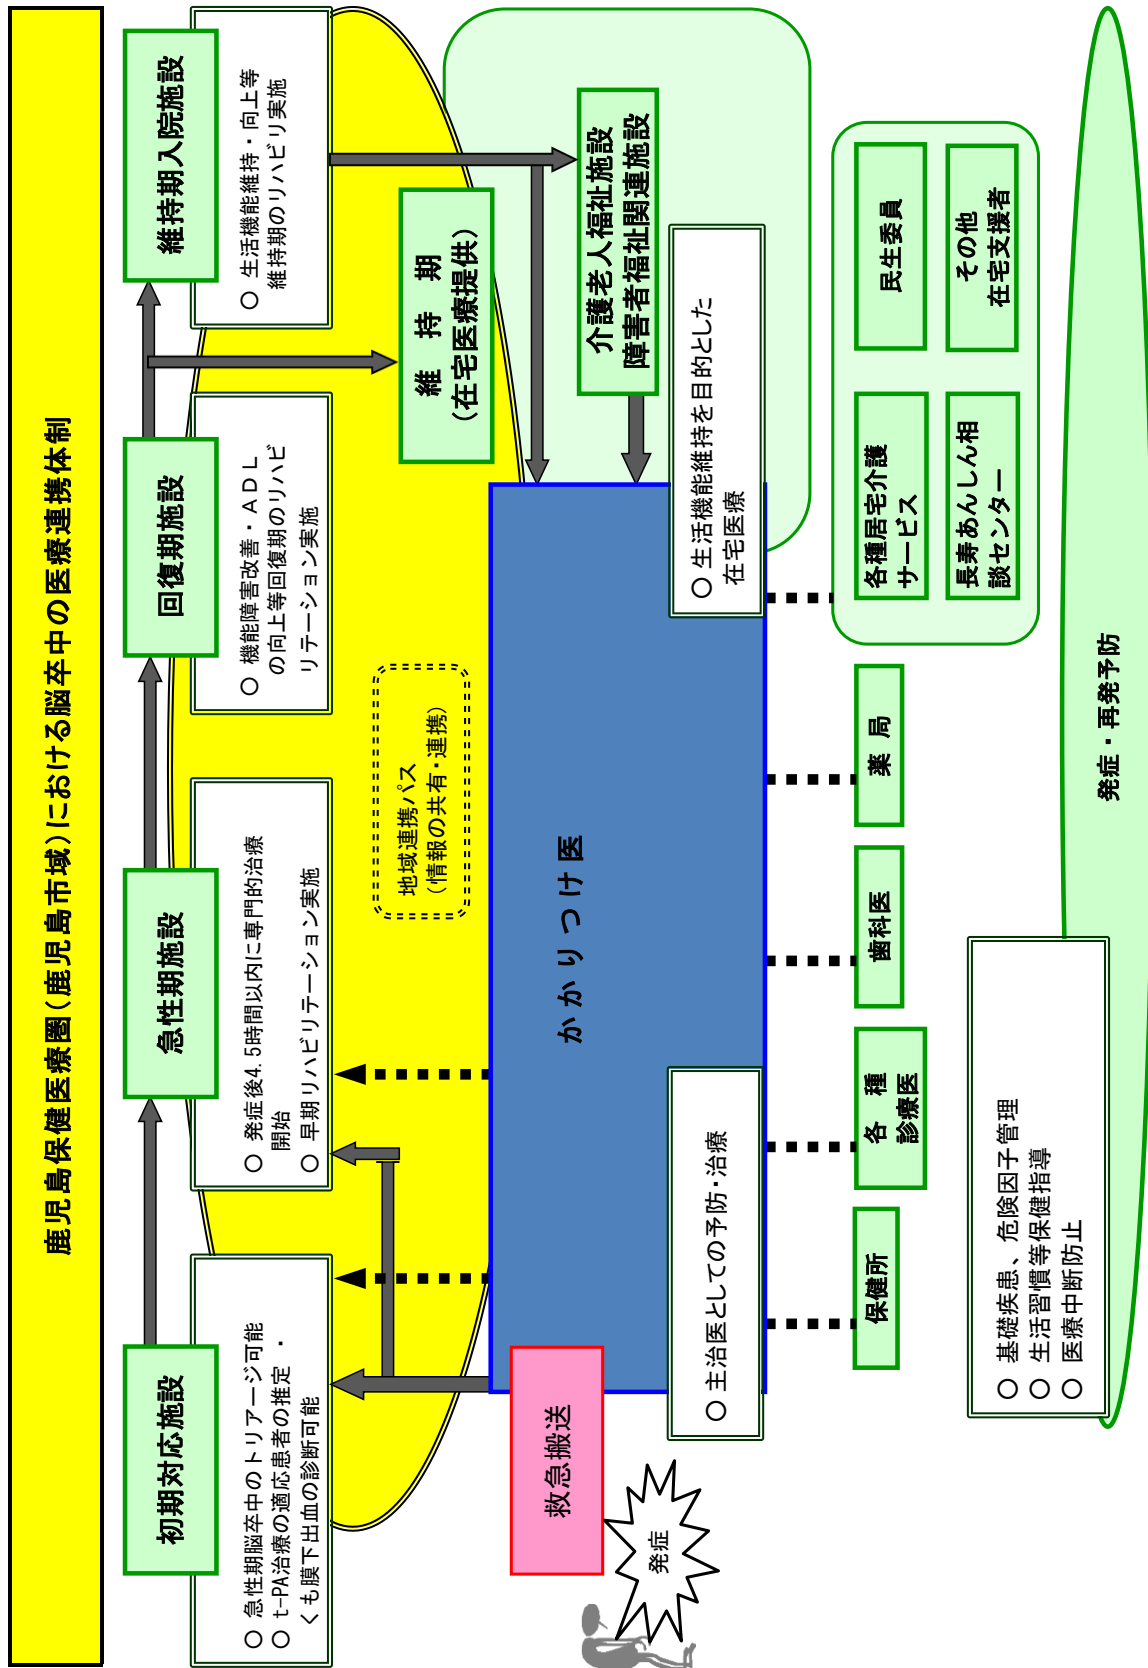 鹿児島保健医療圏(鹿児島市域)における脳卒中の医療連携体制
初期対応施設
○ 急性期脳卒中のトリアージ可能
○ t-PA治療の適応患者の推定・
くも膜下出血の診断可能
急性期施設
○ 発症後4.5時間以内に専門的治療
開始
○ 早期リハビリテーション実施
回復期施設
○ 機能障害改善・ADL
の向上等回復期のリハビ
リテーション実施
維持期入院施設
○ 生活機能維持・向上等
維持期のリハビリ実施
地域連携パス
(情報の共有・連携)
維持期
(在宅医療提供)
介護老人福祉施設
障害者福祉関連施設
救急搬送
発症
かかりつけ医
○ 主治医としての予防・治療
○ 生活機能維持を目的とした
在宅医療
保健所
各種
診療医
歯科医
薬局
各種居宅介護
サービス
長寿あんしん相
談センター
民生委員
その他
在宅支援者
○ 基礎疾患、危険因子管理
○ 生活習慣等保健指導
○ 医療中断防止
発症・再発予防